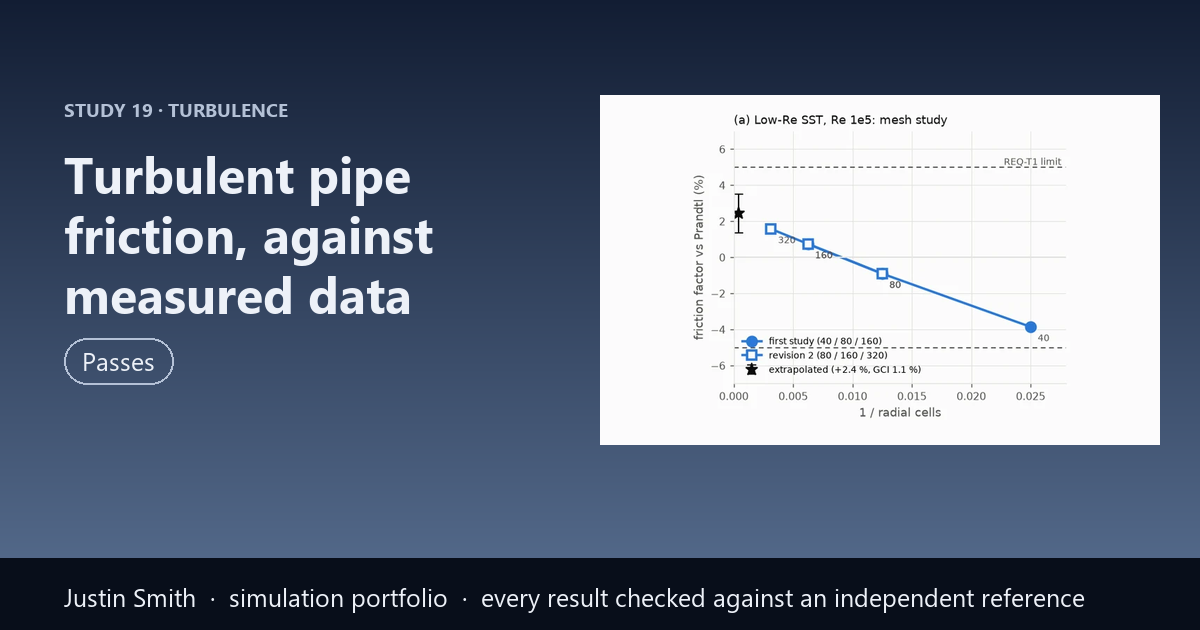 STUDY 19 · TURBULENCE
Turbulent pipe
friction, against
measured data
Passes
(a) Low-Re SST, Re 1e5: mesh study
friction factor vs Prandtl (%)
6
4
2
0
−2
−4
−6
REQ-T1 limit
320
160
80
40
first study (40 / 80 / 160)
revision 2 (80 / 160 / 320)
extrapolated (+2.4 %, GCI 1.1 %)
0.000 0.005 0.010 0.015 0.020 0.025
1 / radial cells
Justin Smith · simulation portfolio · every result checked against an independent reference